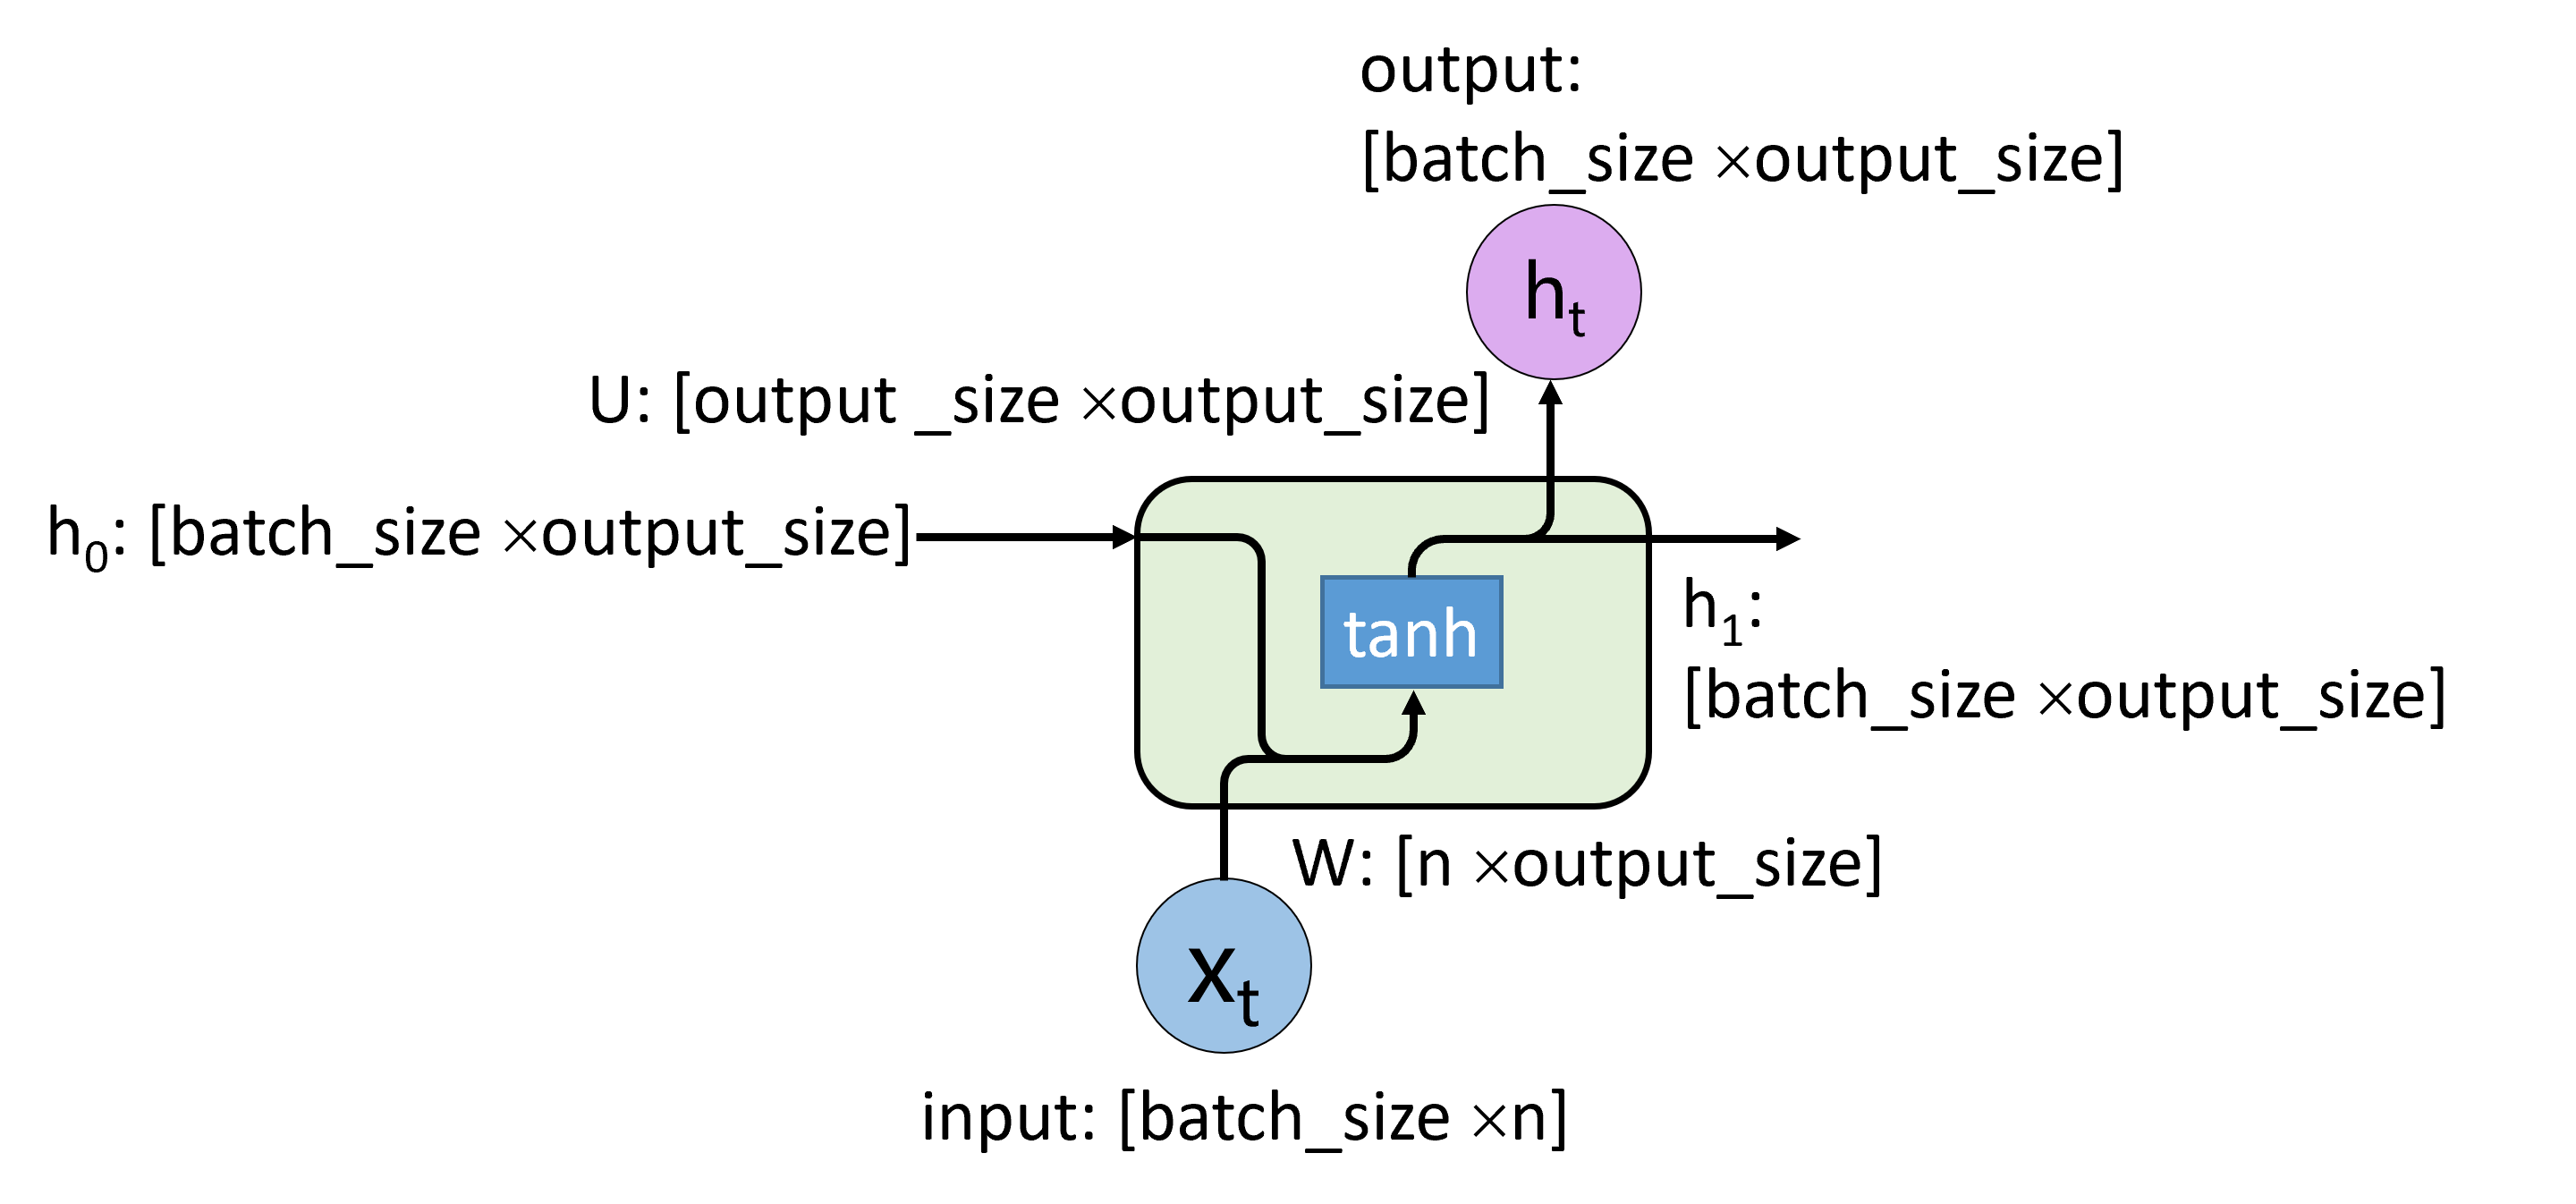 output:
[batch_size ×output_size]
h_t
U: [output _size ×output_size]
h_0: [batch_size ×output_size]
tanh
h_1:
[batch_size ×output_size]
W: [n ×output_size]
x_t
input: [batch_size ×n]